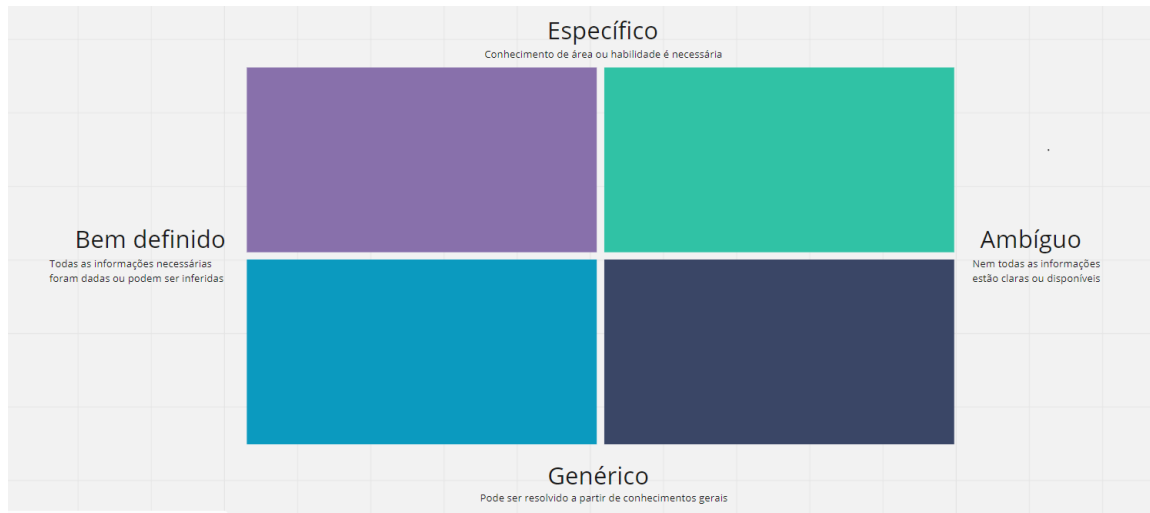 Específico
Conhecimento de área ou habilidade é necessária
Bem definido
Todas as informações necessárias
foram dadas ou podem ser inferidas
Ambíguo
Nem todas as informações
estão claras ou disponíveis
Genérico
Pode ser resolvido a partir de conhecimentos gerais